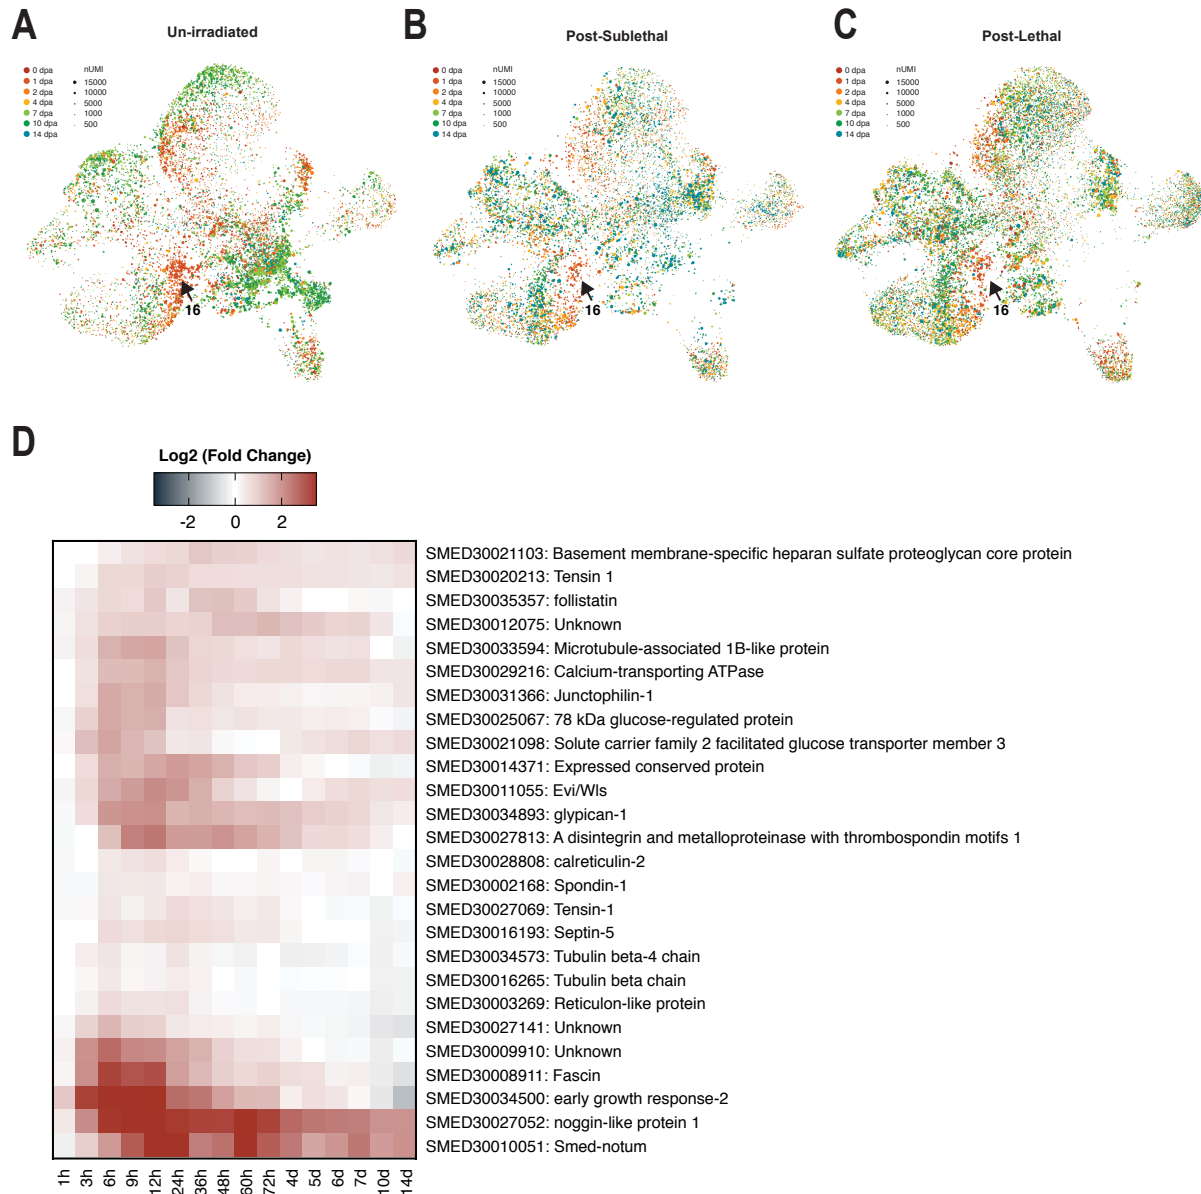 A
Un-irradiated
0 dpa
1 dpa
2 dpa
4 dpa
7 dpa
10 dpa
14 dpa
nUMI
15000
10000
5000
1000
500
16
B
Post-Sublethal
0 dpa
1 dpa
2 dpa
4 dpa
7 dpa
10 dpa
14 dpa
nUMI
15000
10000
5000
1000
500
16
C
Post-Lethal
0 dpa
1 dpa
2 dpa
4 dpa
7 dpa
10 dpa
14 dpa
nUMI
15000
10000
5000
1000
500
16
D
Log2 (Fold Change)
-2 0 2
SMED30021103: Basement membrane-specific heparan sulfate proteoglycan core protein
SMED30020213: Tensin 1
SMED30035357: follistatin
SMED30012075: Unknown
SMED30033594: Microtubule-associated 1B-like protein
SMED30029216: Calcium-transporting ATPase
SMED30031366: Junctophilin-1
SMED30025067: 78 kDa glucose-regulated protein
SMED30021098: Solute carrier family 2 facilitated glucose transporter member 3
SMED30014371: Expressed conserved protein
SMED30011055: Evi/Wls
SMED30034893: glypican-1
SMED30027813: A disintegrin and metalloproteinase with thrombospondin motifs 1
SMED30028808: calreticulin-2
SMED30002168: Spondin-1
SMED30027069: Tensin-1
SMED30016193: Septin-5
SMED30034573: Tubulin beta-4 chain
SMED30016265: Tubulin beta chain
SMED30003269: Reticulon-like protein
SMED30027141: Unknown
SMED30009910: Unknown
SMED30008911: Fascin
SMED30034500: early growth response-2
SMED30027052: noggin-like protein 1
SMED30010051: Smed-notum
1h 3h 6h 9h 12h 24h 36h 48h 60h 72h 4d 5d 6d 7d 10d 14d